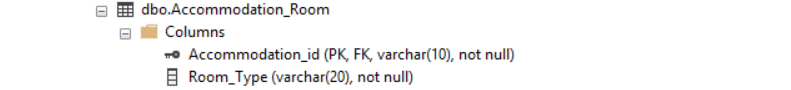 dbo.Accommodation_Room
Columns
Accommodation_id (PK, FK, varchar(10), not null)
Room_Type (varchar(20), not null)